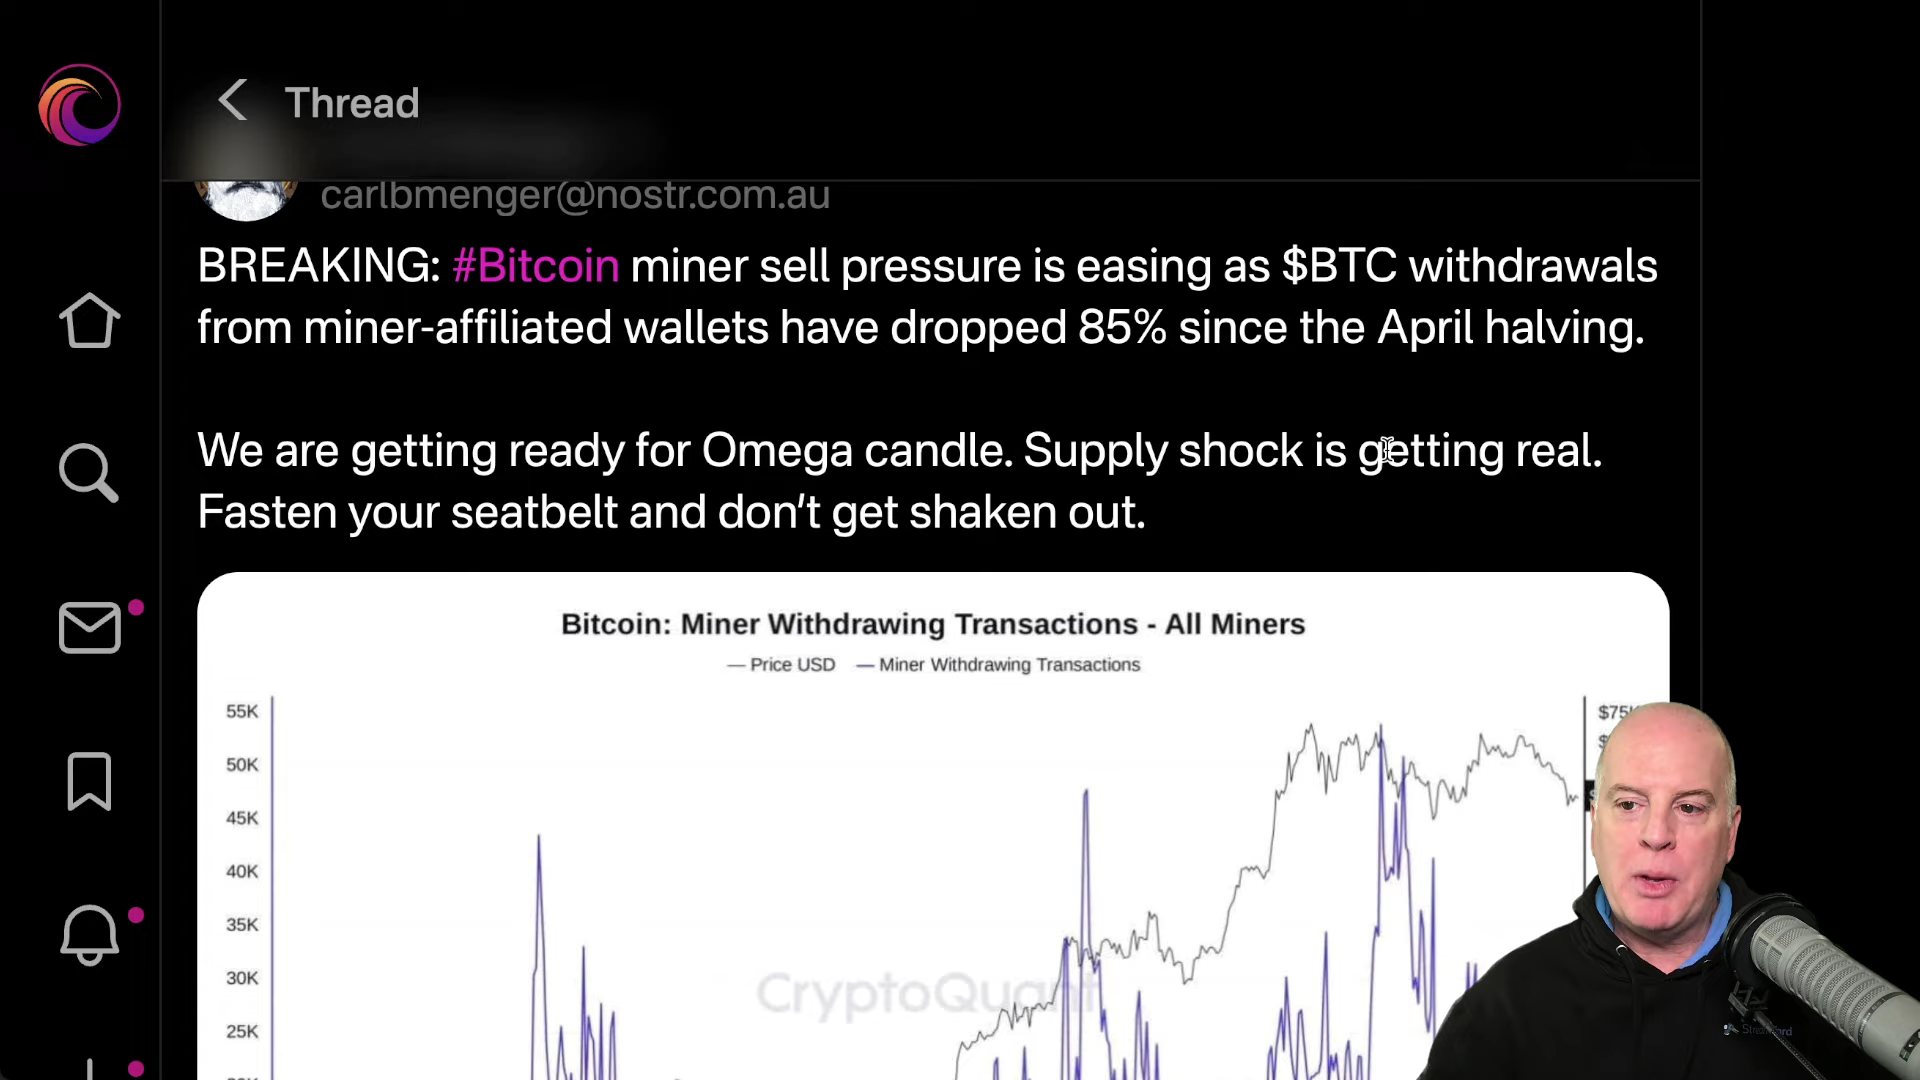 Thread
carlbmenger@nostr.com.au
BREAKING: #Bitcoin miner sell pressure is easing as $BTC withdrawals
from miner-affiliated wallets have dropped 85% since the April halving.
We are getting ready for Omega candle. Supply shock is getting real.
Fasten your seatbelt and don’t get shaken out.
Bitcoin: Miner Withdrawing Transactions - All Miners
Price USD Miner Withdrawing Transactions
55K
50K
45K
40K
35K
30K
25K
CryptoQuant